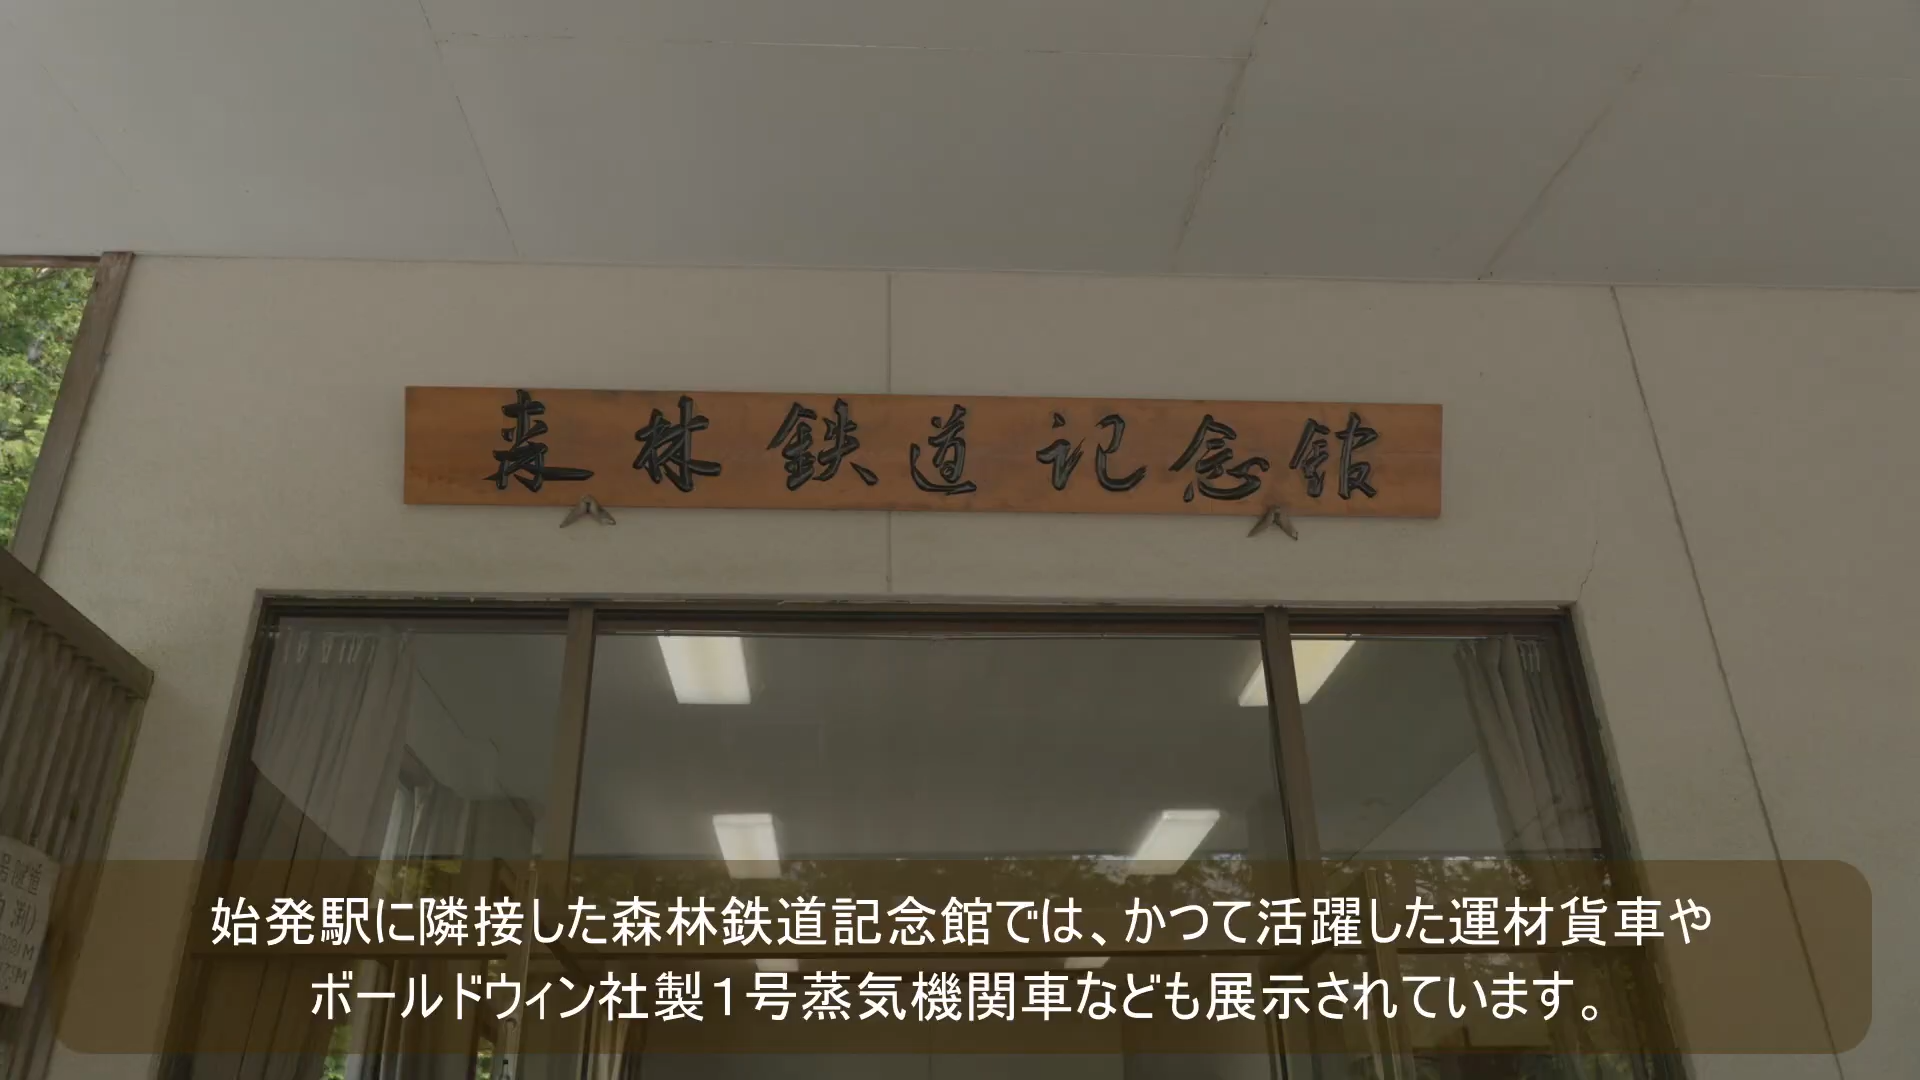 森林鉄道記念館
始発駅に隣接した森林鉄道記念館では、かつて活躍した運材貨車や
ボールドウィン社製１号蒸気機関車なども展示されています。